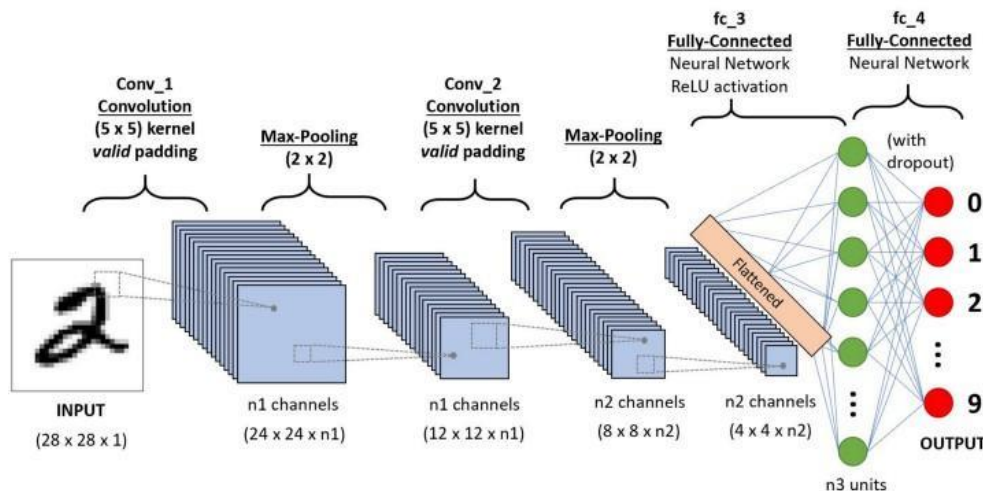 fc_3
Fully-Connected
Neural Network
ReLU activation
fc_4
Fully-Connected
Neural Network
Conv_1
Convolution
(5 x 5) kernel
valid padding
Max-Pooling
(2 x 2)
Conv_2
Convolution
(5 x 5) kernel
valid padding
Max-Pooling
(2 x 2)
(with
dropout)
Flattened
0
1
2
9
2
INPUT
(28 x 28 x 1)
n1 channels
(24 x 24 x n1)
n1 channels
(12 x 12 x n1)
n2 channels
(8 x 8 x n2)
n2 channels
(4 x 4 x n2)
OUTPUT
n3 units